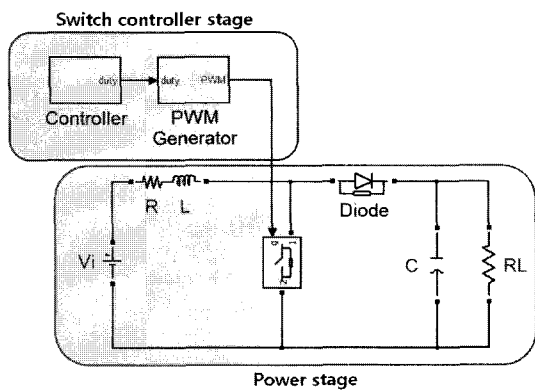 Switch controller stage
duty
duty PWM
Controller
PWM
Generator
R L
Diode
Vi
C
RL
Power stage